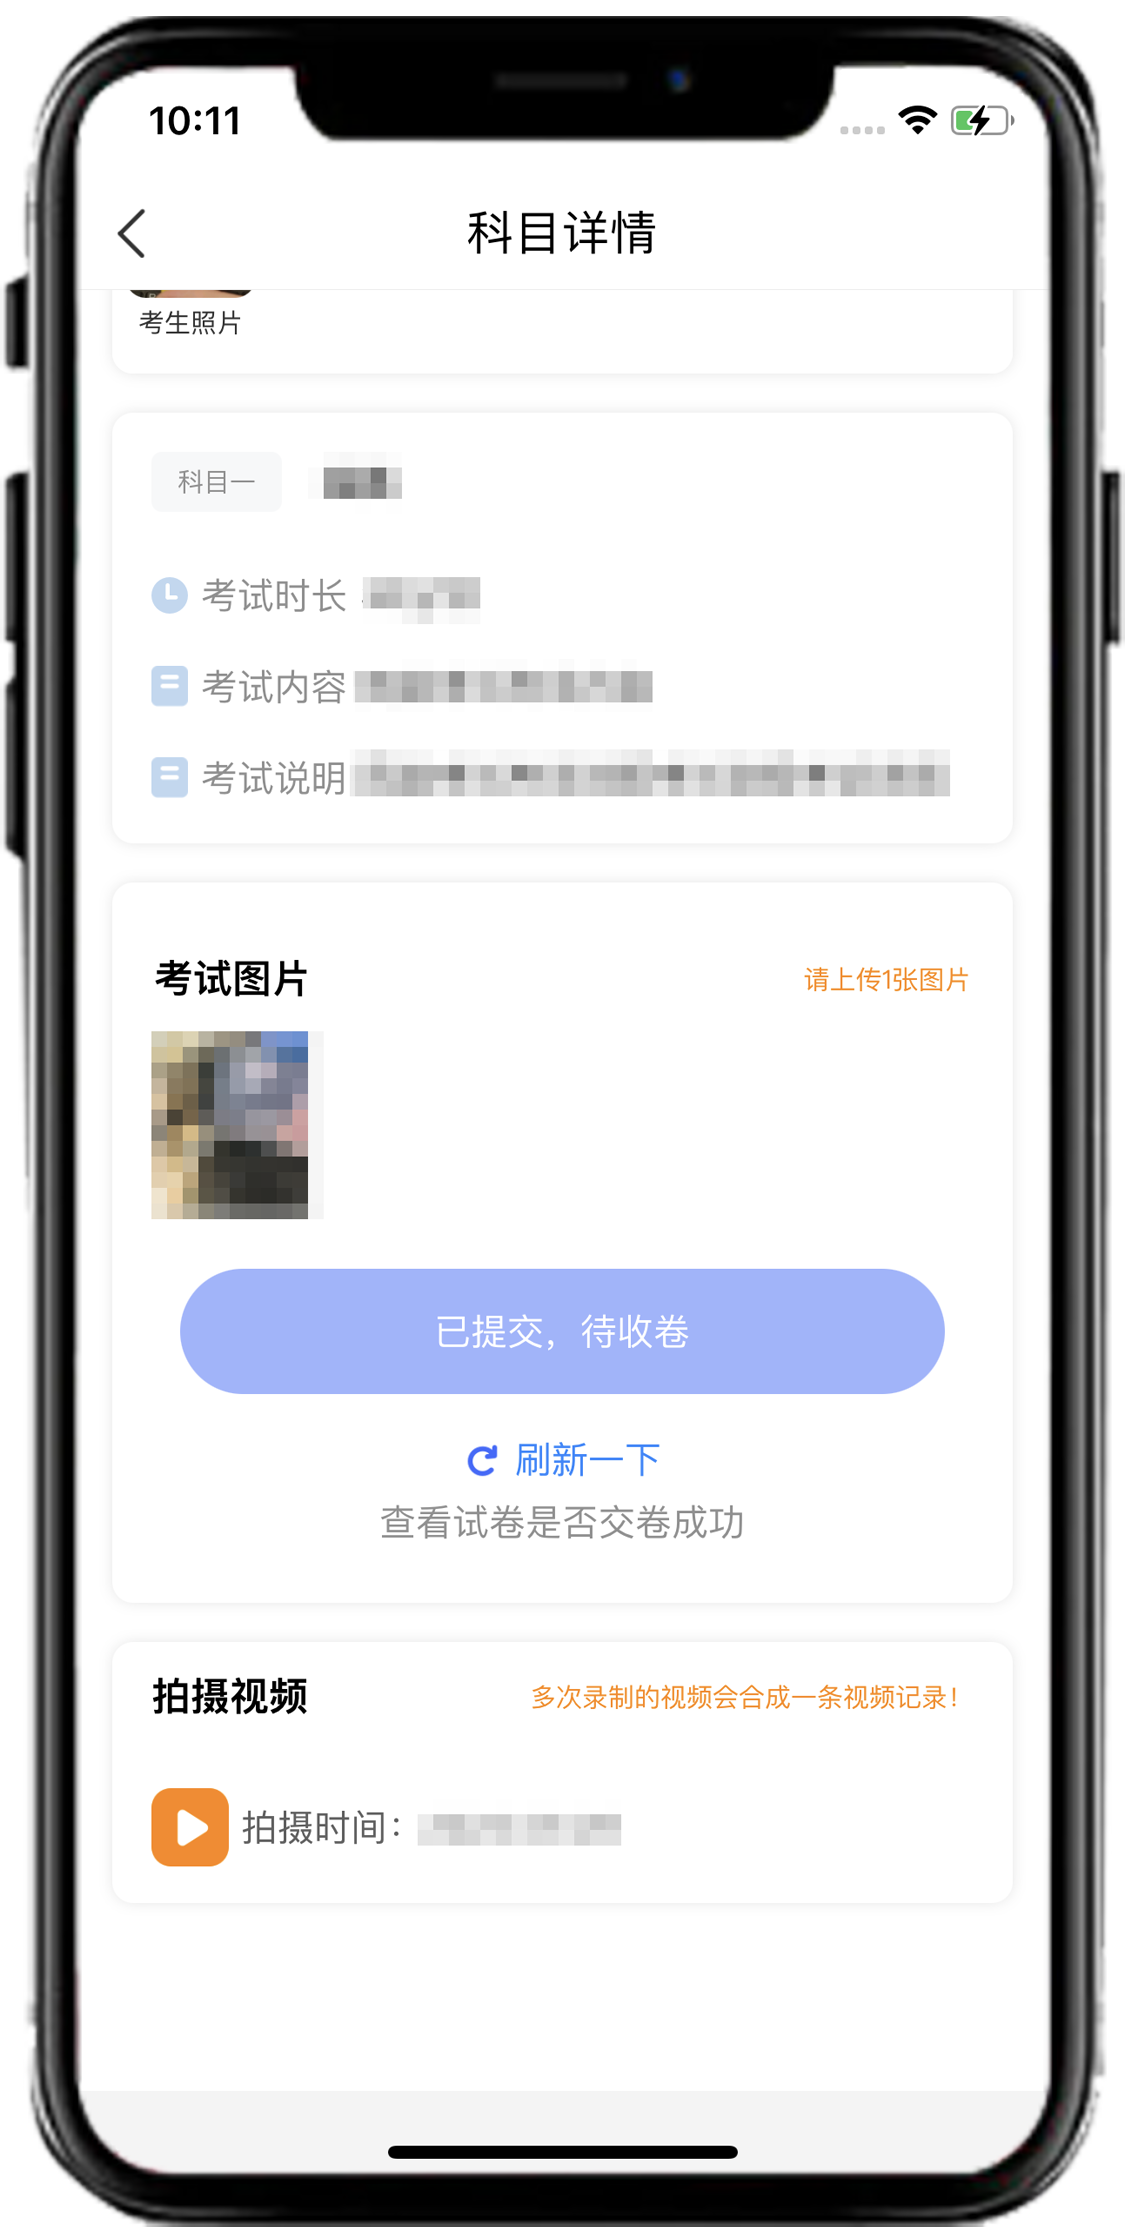 10:11
科目详情
考生照片
科目一
考试时长
考试内容
考试说明
考试图片
请上传1张图片
已提交，待收卷
刷新一下
查看试卷是否交卷成功
拍摄视频
多次录制的视频会合成一条视频记录！
拍摄时间：